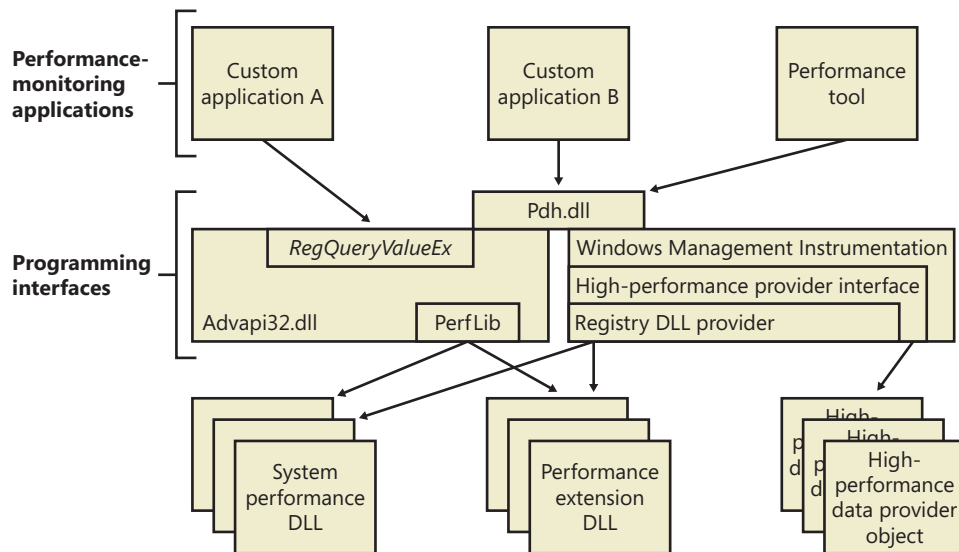 Performance-
monitoring
applications
Custom
application A
Custom
application B
Performance
tool
Programming
interfaces
Pdh.dll
RegQueryValueEx
Windows Management Instrumentation
High-performance provider interface
Advapi32.dll
PerfLib
Registry DLL provider
System
performance
DLL
Performance
extension
DLL
High-
p
d
High-
p
d
High-
performance
data provider
object